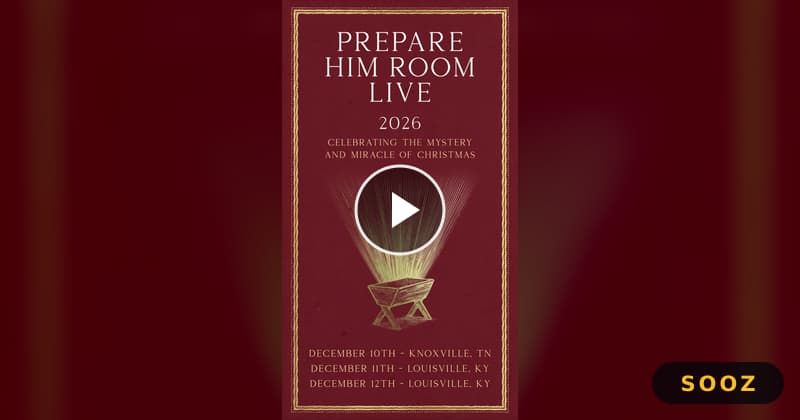 PREPARE
HIM ROOM
LIVE
2026
CELEBRATING THE MYSTERY
AND MIRACLE OF CHRISTMAS
DECEMBER 10TH - KNOXVILLE, TN
DECEMBER 11TH - LOUISVILLE, KY
DECEMBER 12TH - LOUISVILLE, KY
SOOZ